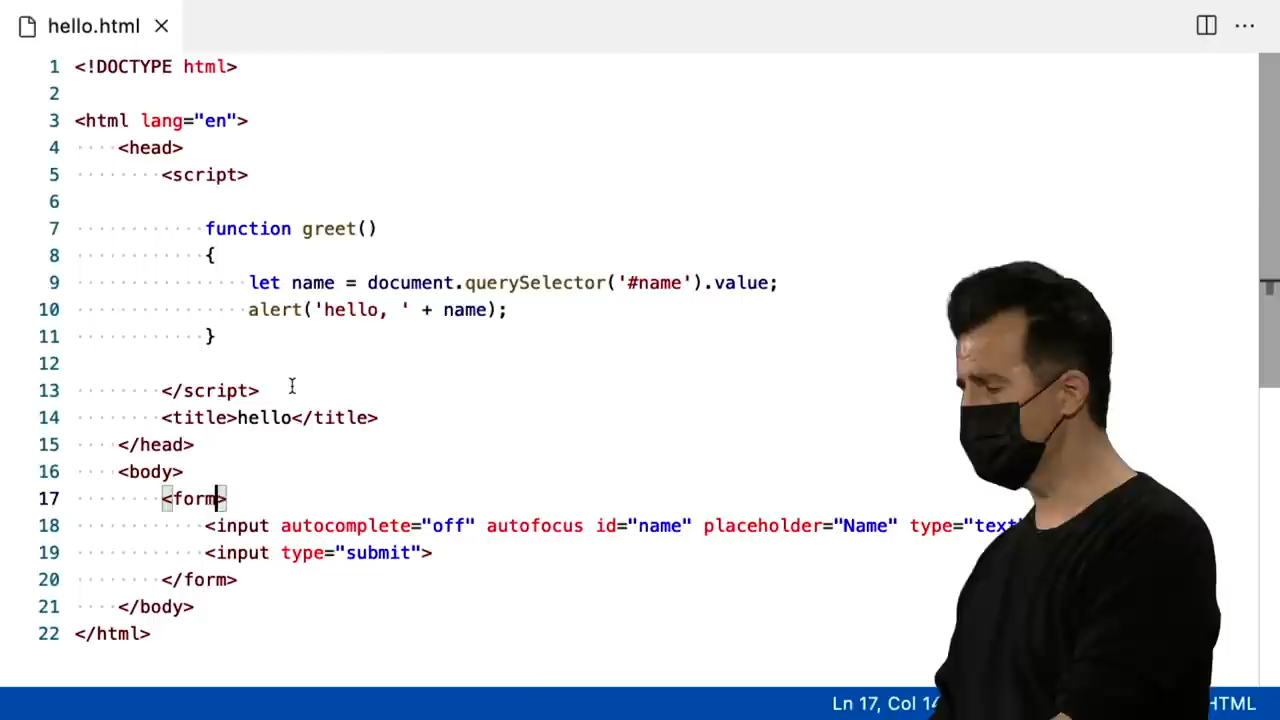 hello.html
1 <!DOCTYPE html>
2
3 <html lang="en">
4 <head>
5 <script>
6
7 function greet()
8 {
9 let name = document.querySelector('#name').value;
10 alert('hello, ' + name);
11 }
12
13 </script>
14 <title>hello</title>
15 </head>
16 <body>
17 <form>
18 <input autocomplete="off" autofocus id="name" placeholder="Name" type="text
19 <input type="submit">
20 </form>
21 </body>
22 </html>
Ln 17, Col 14 HTML